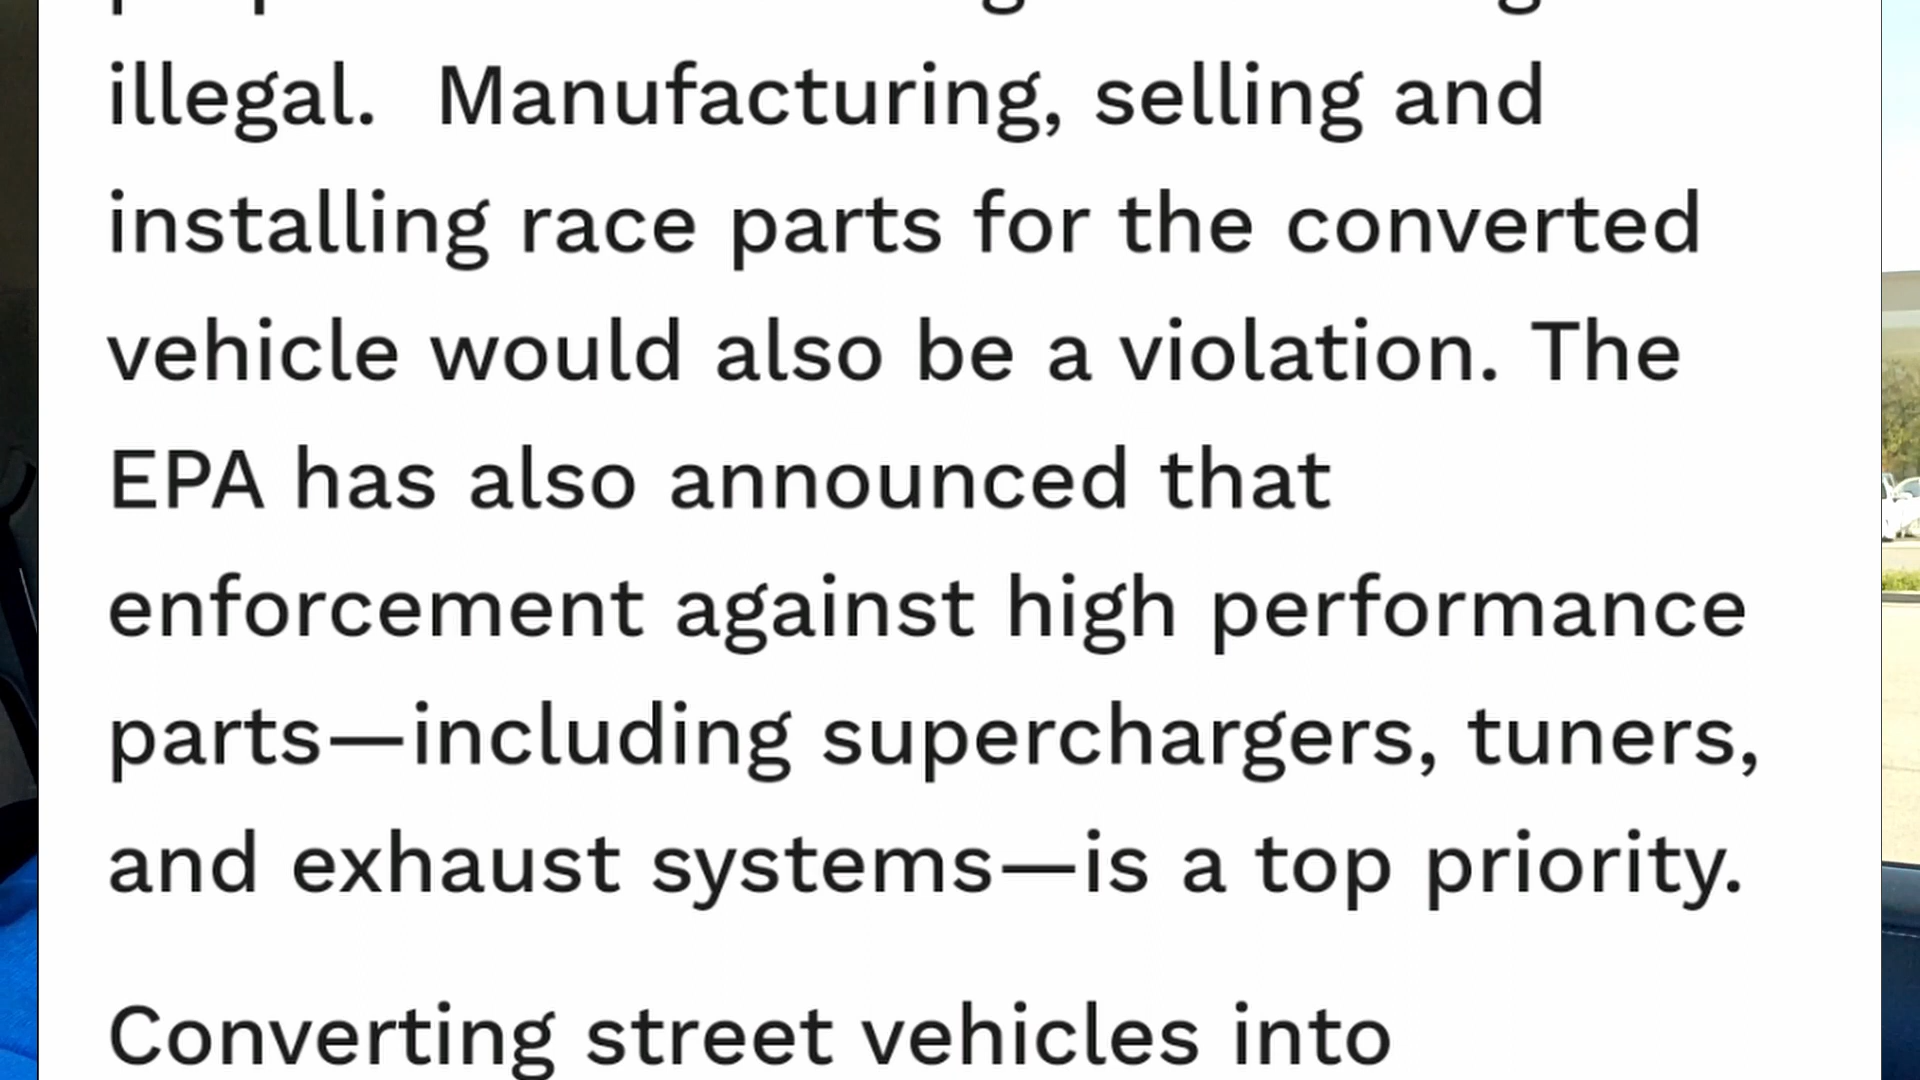 illegal. Manufacturing, selling and
installing race parts for the converted
vehicle would also be a violation. The
EPA has also announced that
enforcement against high performance
parts—including superchargers, tuners,
and exhaust systems—is a top priority.
Converting street vehicles into